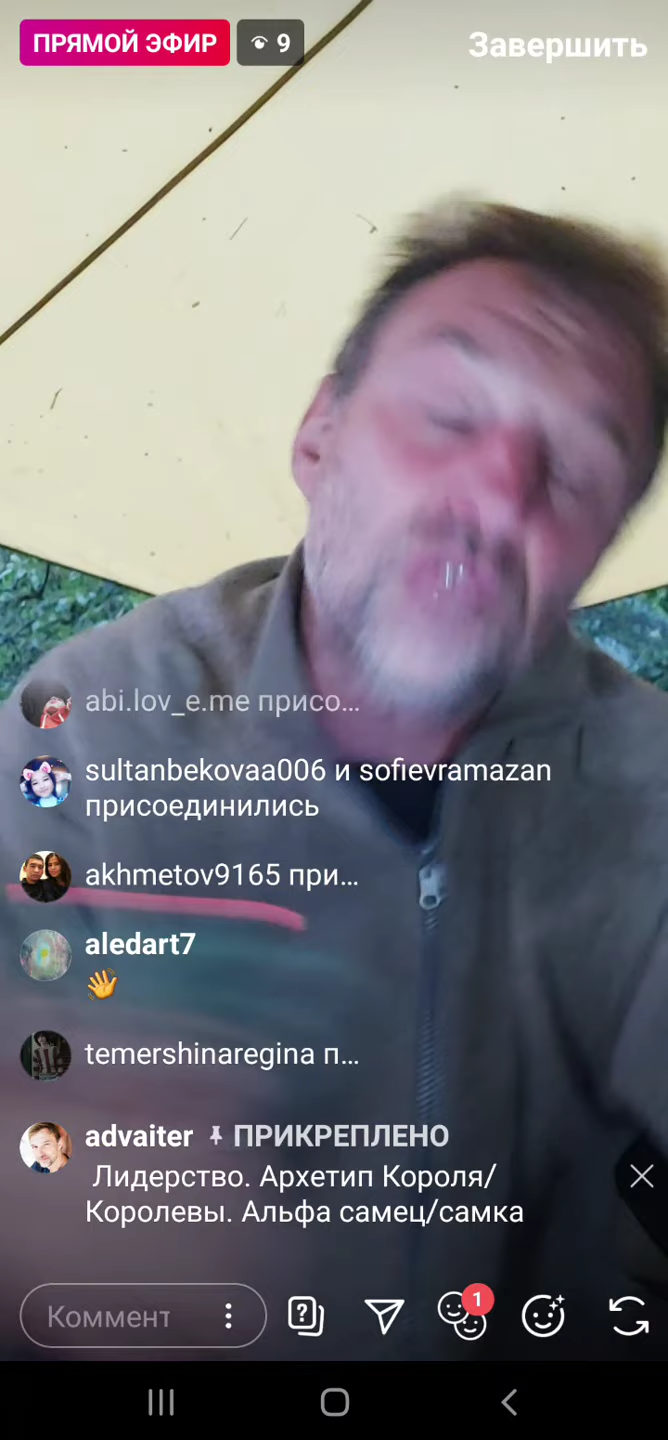 ПРЯМОЙ ЭФИР
9
Завершить
abi.lov_e.me присо...
sultanbekovaa006 и sofievramazan
присоединились
akhmetov9165 при...
aledart7
temershinaregina п...
advaiter ПРИКРЕПЛЕНО
Лидерство. Архетип Короля/
Королевы. Альфа самец/самка
Коммент
1